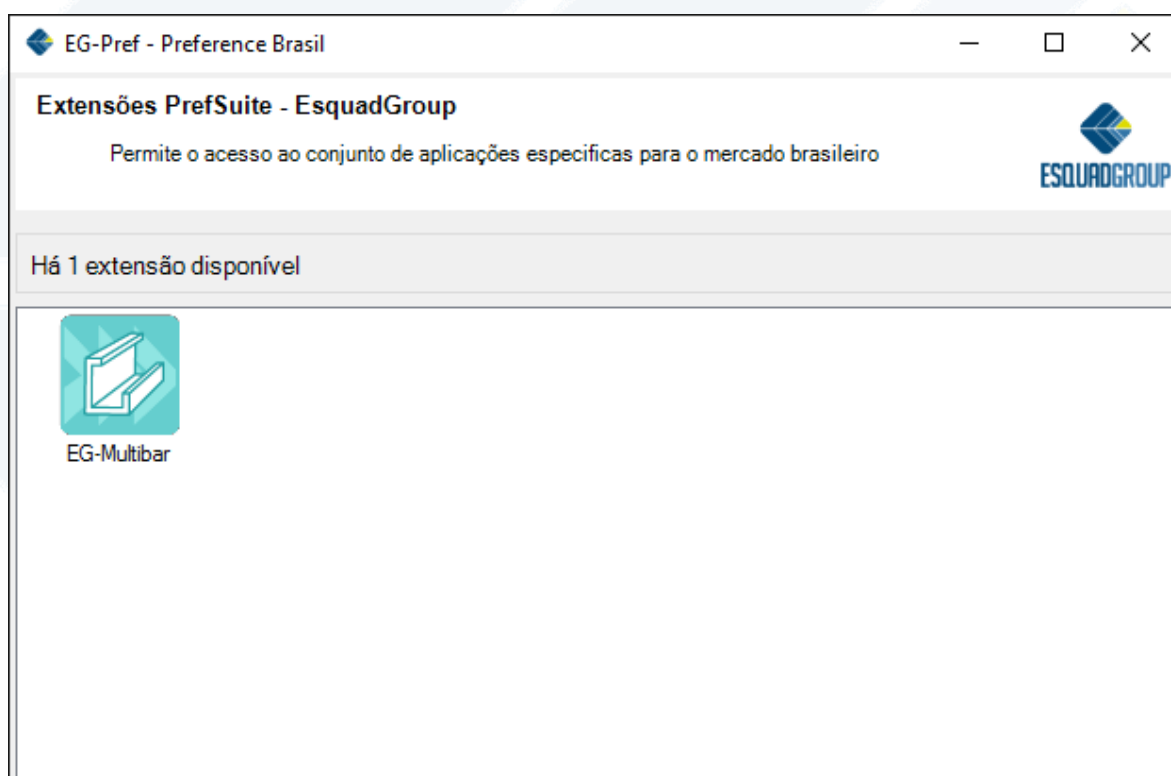 EG-Pref - Preference Brasil
Extensões PrefSuite - EsquadGroup
Permite o acesso ao conjunto de aplicações especificas para o mercado brasileiro
ESQUADGROUP
Há 1 extensão disponível
EG-Multibar